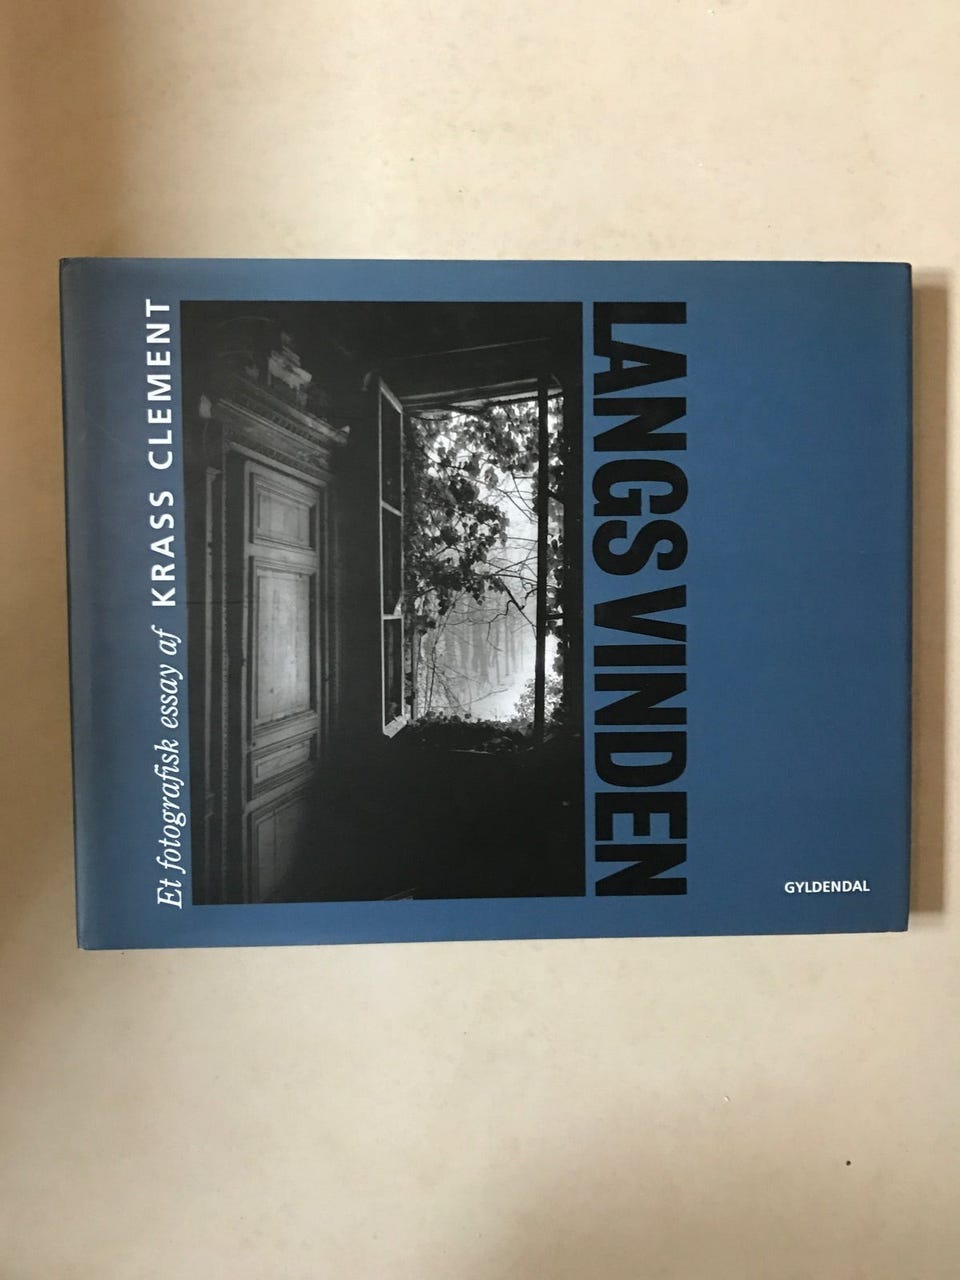 Et fotografisk essay af KRASS CLEMENT
LANGS VINDEN
GYLDENDAL